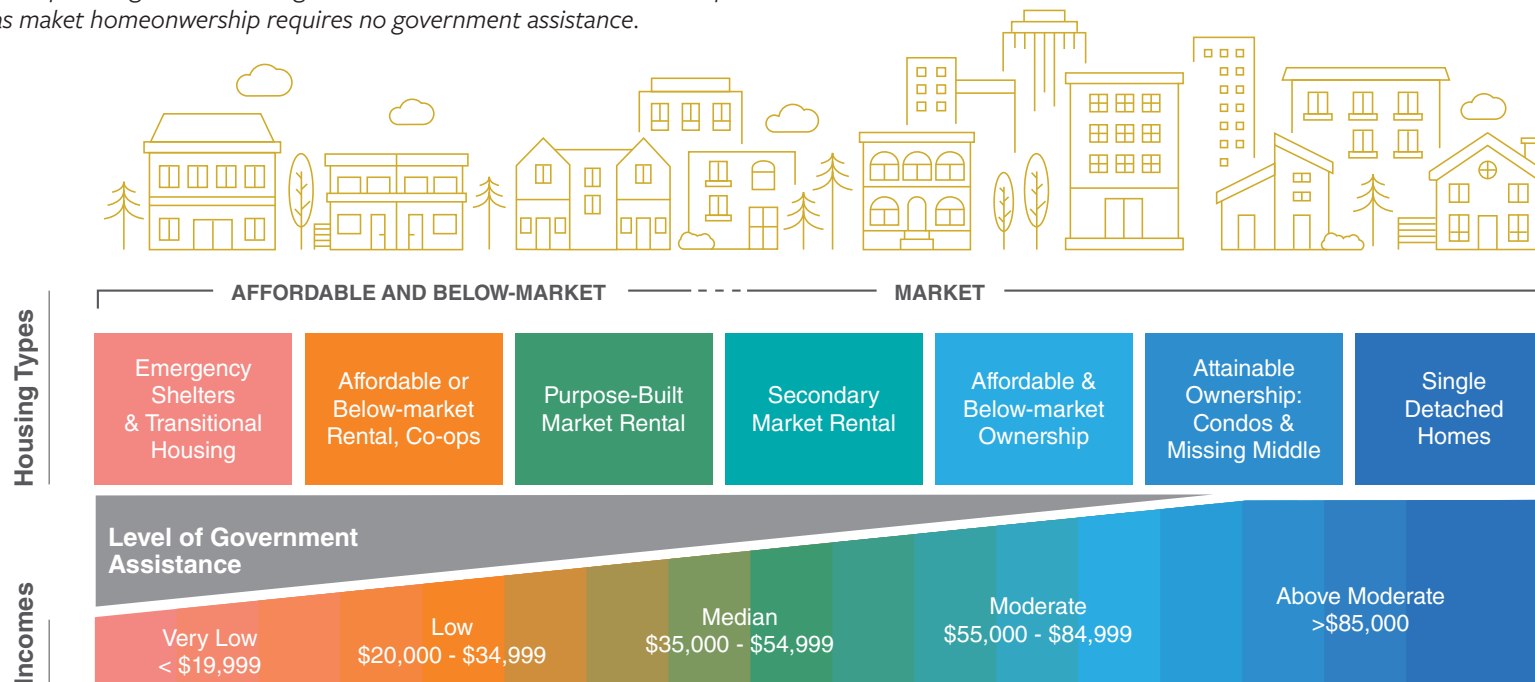 as maket homeonwership requires no government assistance.
AFFORDABLE AND BELOW-MARKET
MARKET
Housing Types
Emergency
Shelters
& Transitional
Housing
Affordable or
Below-market
Rental, Co-ops
Purpose-Built
Market Rental
Secondary
Market Rental
Affordable &
Below-market
Ownership
Attainable
Ownership:
Condos &
Missing Middle
Single
Detached
Homes
Level of Government
Assistance
Incomes
Very Low
< $19,999
Low
$20,000 - $34,999
Median
$35,000 - $54,999
Moderate
$55,000 - $84,999
Above Moderate
>$85,000